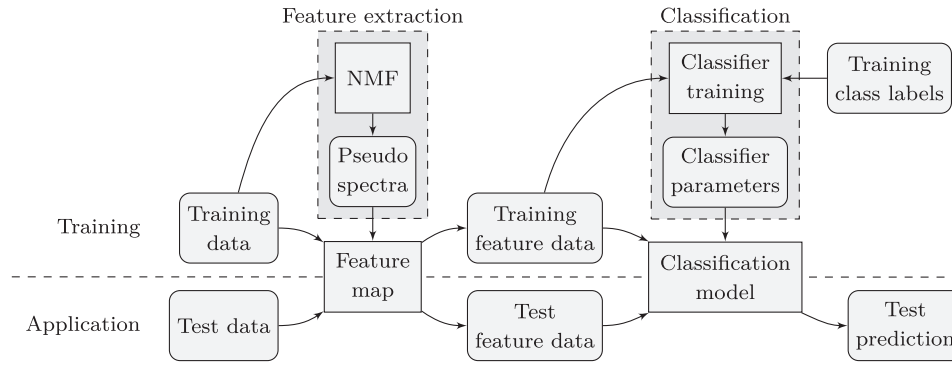 Feature extraction
Classification
NMF
Classifier
training
Training
class labels
Pseudo
spectra
Classifier
parameters
Training
Training
data
Training
feature data
Feature
map
Classification
model
Application
Test data
Test
feature data
Test
prediction